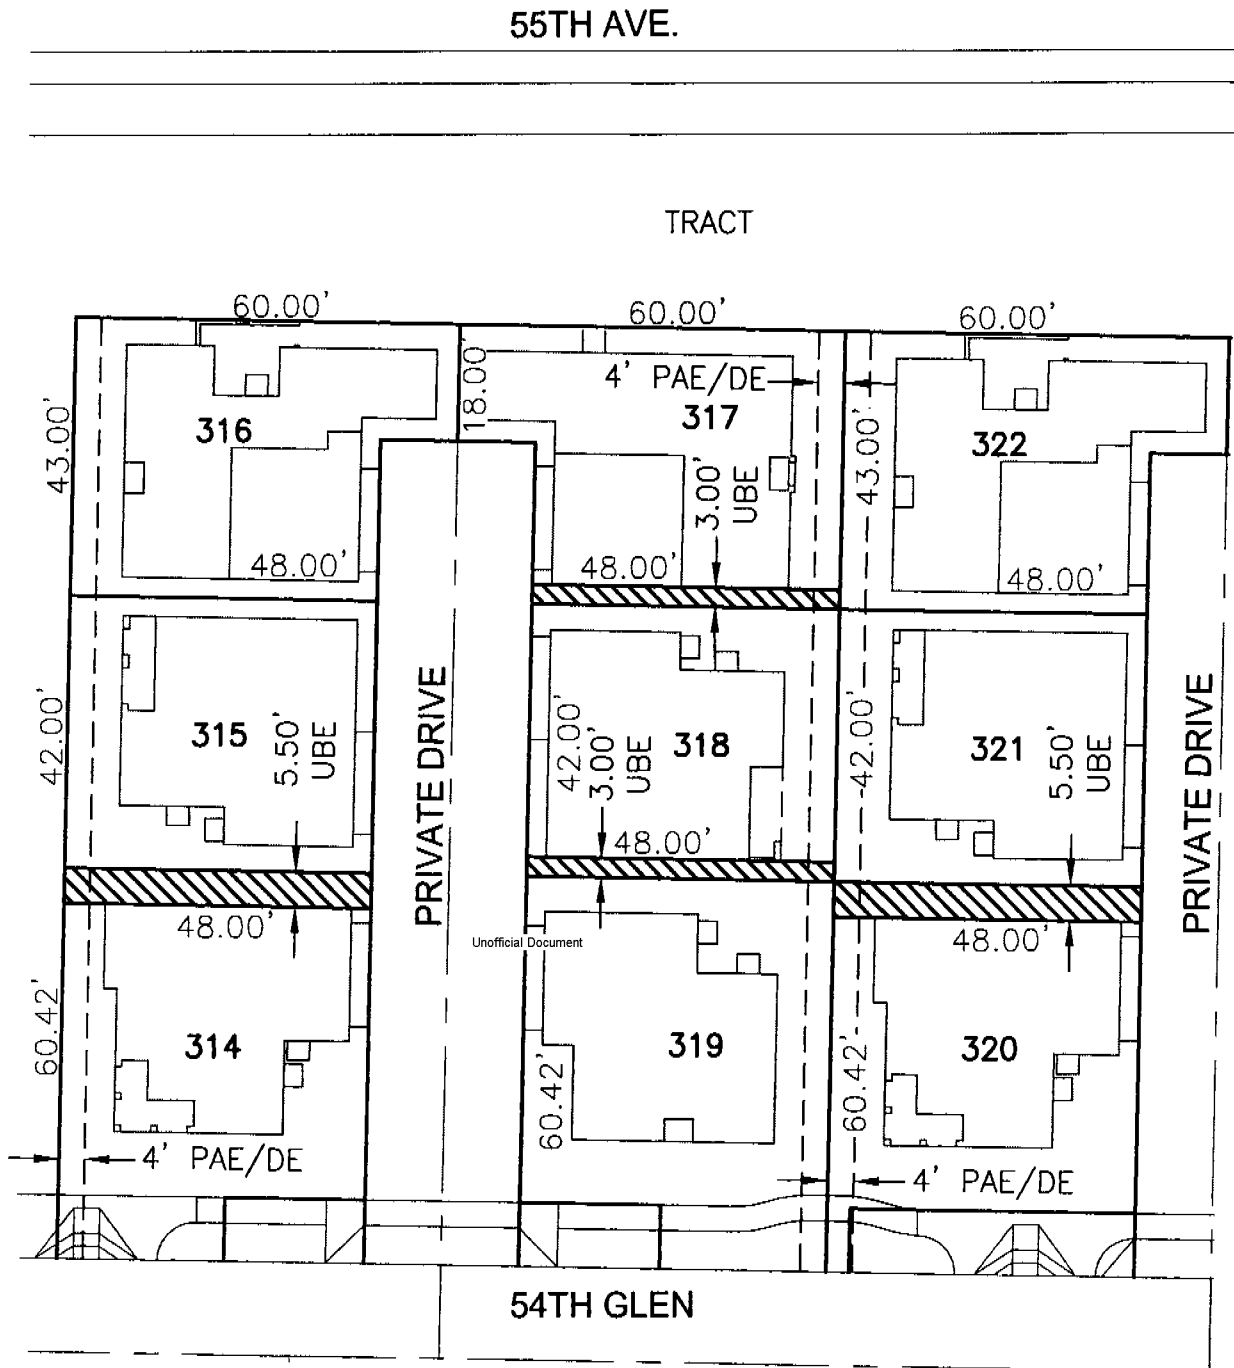 55TH AVE.
TRACT
60.00'
60.00'
60.00'
43.00'
316
18.00'
4' PAE/DE
317
43.00'
322
3.00'
UBE
48.00'
48.00'
48.00'
42.00'
315
5.50'
UBE
PRIVATE DRIVE
42.00'
3.00'
UBE
318
42.00'
321
5.50'
UBE
PRIVATE DRIVE
48.00'
48.00'
48.00'
Unofficial Document
60.42'
314
60.42'
319
60.42'
320
4' PAE/DE
4' PAE/DE
54TH GLEN